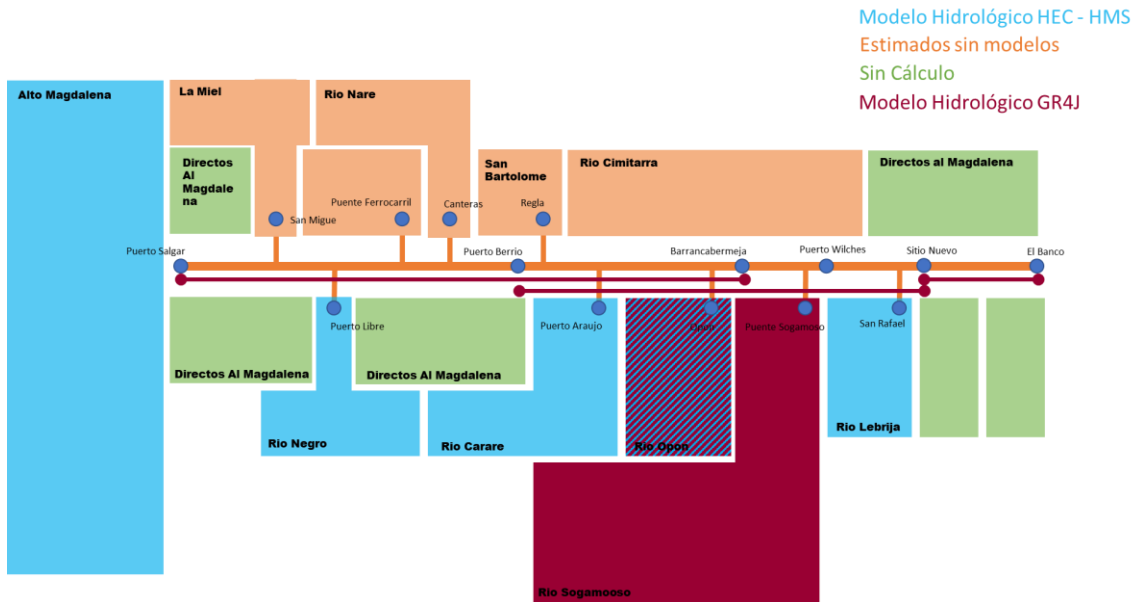 Modelo Hidrológico HEC - HMS
Estimados sin modelos
Sin Cálculo
Modelo Hidrológico GR4J
Alto Magdalena
La Miel
Rio Nare
Directos
Al
Magdale
na
San
Bartolome
Rio Cimitarra
Directos al Magdalena
Puente Ferrocarril
Canteras
Regla
San Migue
Puerto Salgar
Puerto Berrio
Barrancabermeja
Puerto Wilches
Sitio Nuevo
El Banco
Puerto Libre
Puerto Araujo
Opon
Puente Sogamoso
San Rafael
Directos Al Magdalena
Directos Al Magdalena
Rio Negro
Rio Carare
Rio Opon
Rio Lebrija
Rio Sogamooso